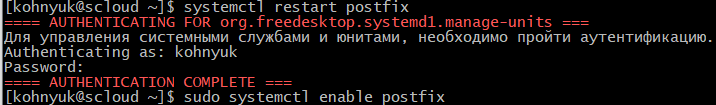 [kohnyuk@scloud ~]$ systemctl restart postfix
==== AUTHENTICATING FOR org.freedesktop.systemd1.manage-units ===
Для управления системными службами и юнитами, необходимо пройти аутентификацию.
Authenticating as: kohnyuk
Password:
==== AUTHENTICATION COMPLETE ===
[kohnyuk@scloud ~]$ sudo systemctl enable postfix